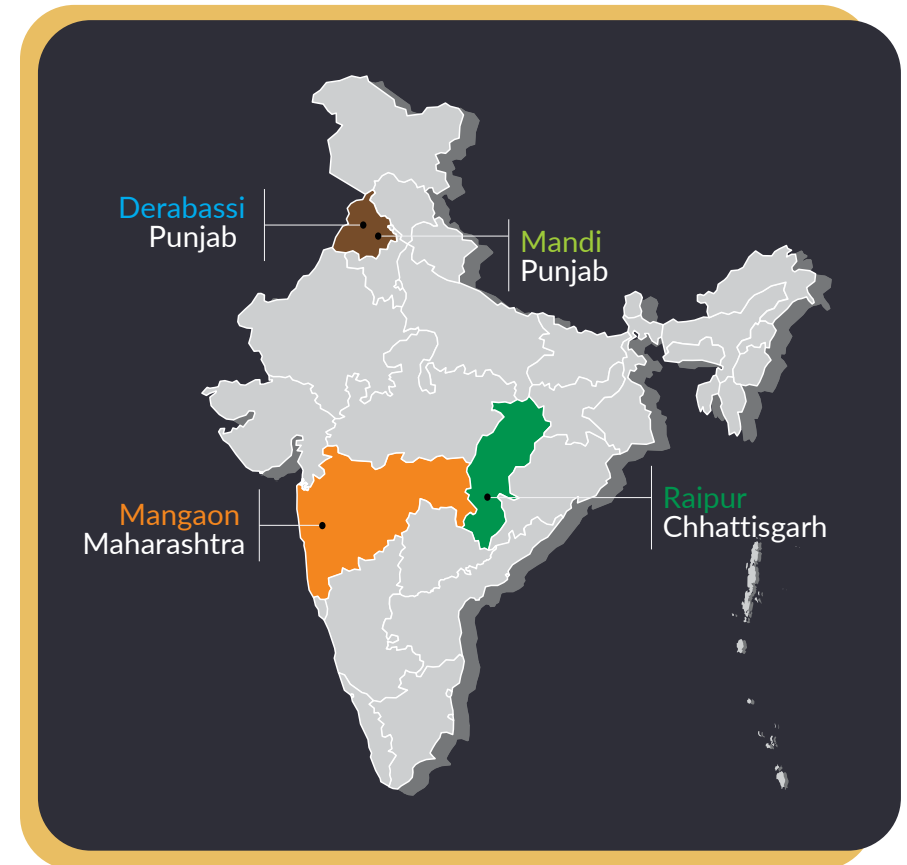 Derabassi
Punjab
Mandi
Punjab
Mangaon
Maharashtra
Raipur
Chhattisgarh